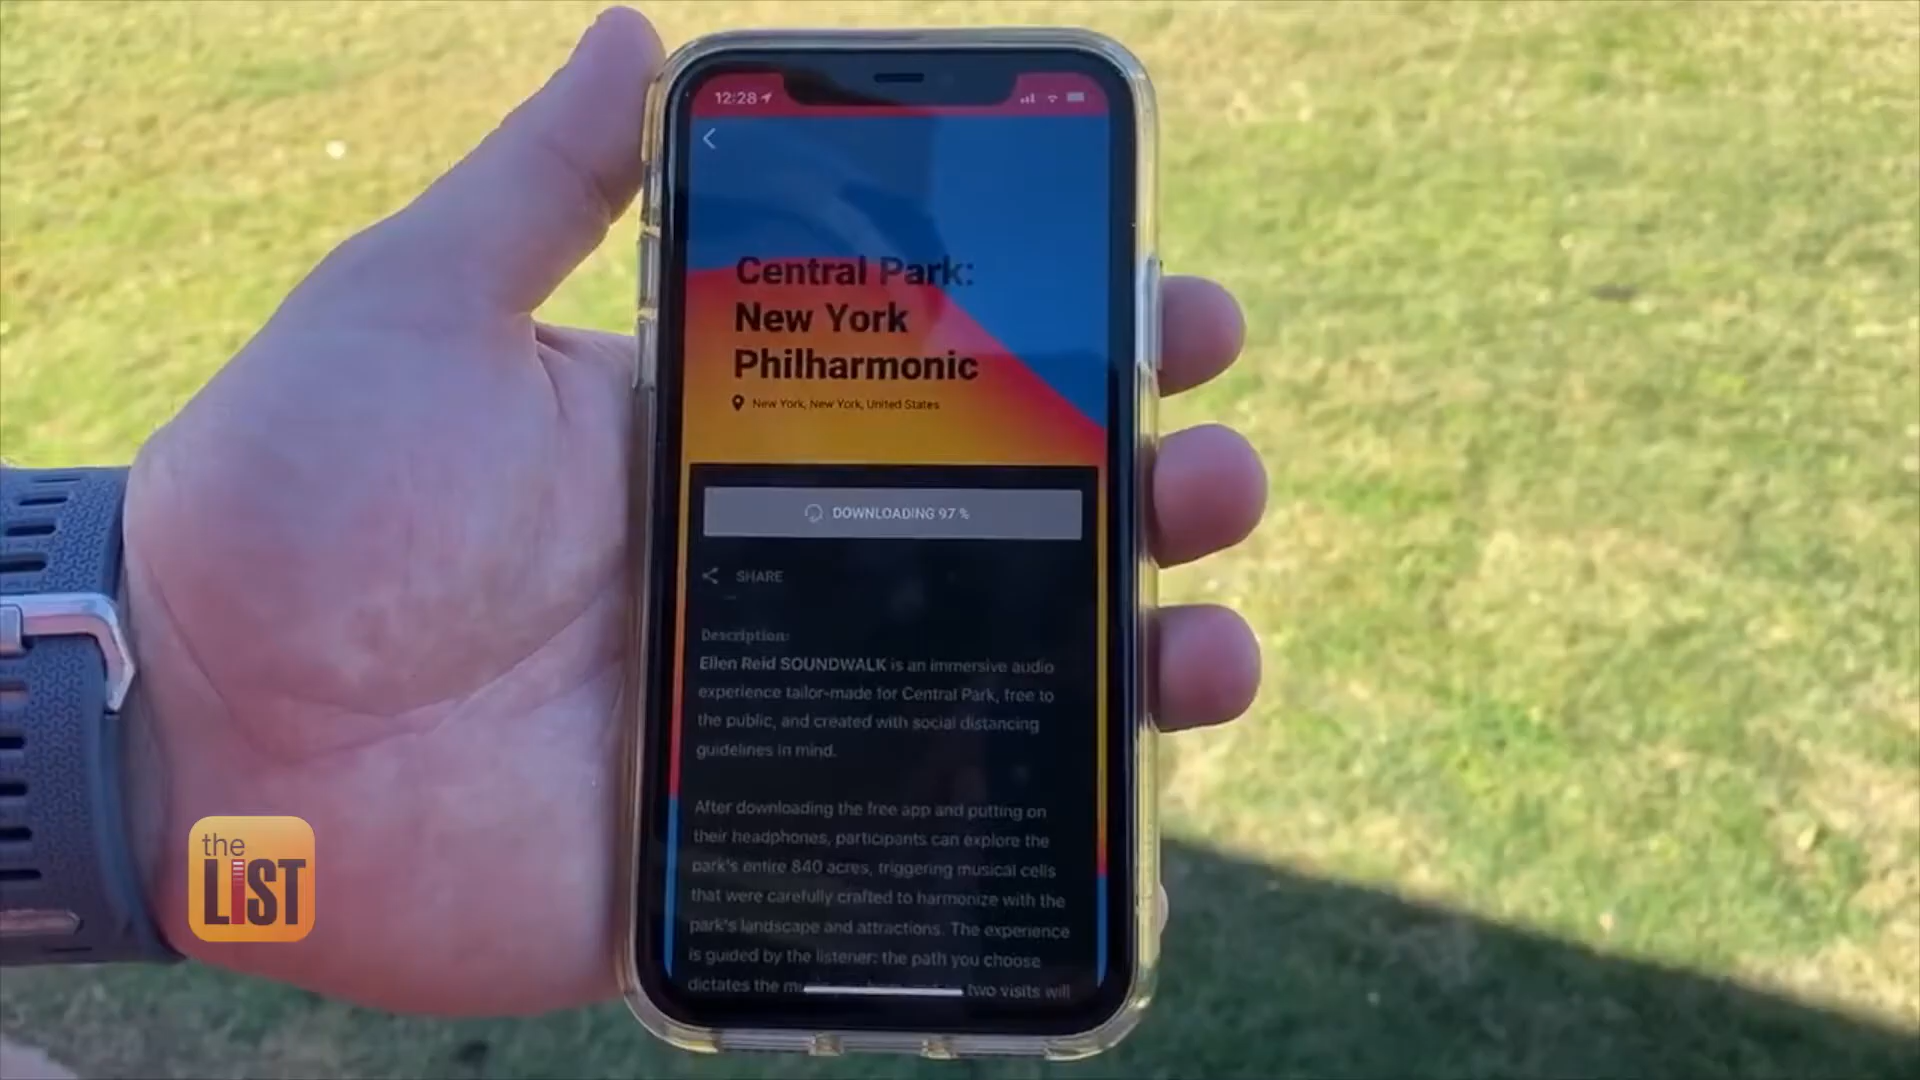 12:28
Central Park:
New York
Philharmonic
New York, New York, United States
DOWNLOADING 97 %
SHARE
Description:
Ellen Reid SOUNDWALK is an immersive audio
experience tailor-made for Central Park, free to
the public, and created with social distancing
guidelines in mind.
After downloading the free app and putting on
their headphones, participants can explore the
park's entire 840 acres, triggering musical cells
that were carefully crafted to harmonize with the
park's landscape and attractions. The experience
is guided by the listener: the path you choose
dictates the two visits will
the
LIST